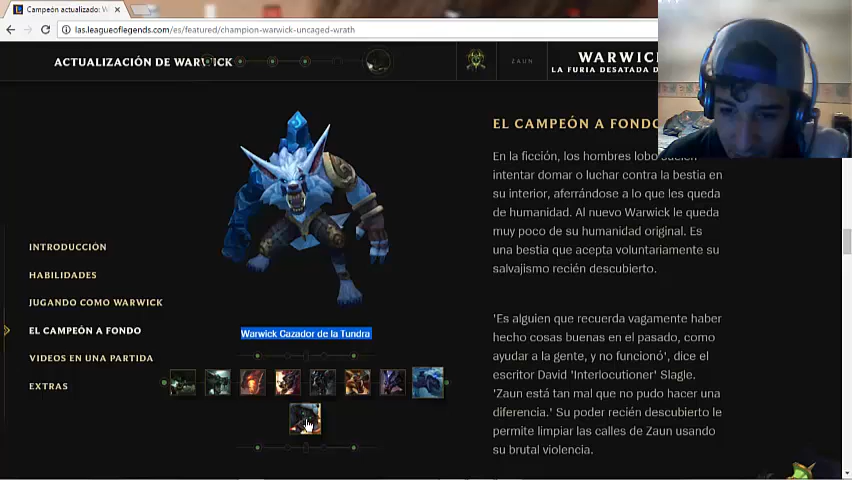 Campeón actualizado: W
las.leagueoflegends.com/es/featured/champion-warwick-uncaged-wrath
ACTUALIZACIÓN DE WARWICK
ZAUN
WARWICK
LA FURIA DESATADA D
EL CAMPEÓN A FONDO
En la ficción, los hombres lobo suelen
intentar domar o luchar contra la bestia en
su interior, aferrándose a lo que les queda
de humanidad. Al nuevo Warwick le queda
muy poco de su humanidad original. Es
una bestia que acepta voluntariamente su
salvajismo recién descubierto.
INTRODUCCIÓN
HABILIDADES
JUGANDO COMO WARWICK
EL CAMPEÓN A FONDO
VIDEOS EN UNA PARTIDA
EXTRAS
Warwick Cazador de la Tundra
'Es alguien que recuerda vagamente haber
hecho cosas buenas en el pasado, como
ayudar a la gente, y no funcionó', dice el
escritor David 'Interlocutioner' Slagle.
'Zaun está tan mal que no pudo hacer una
diferencia.' Su poder recién descubierto le
permite limpiar las calles de Zaun usando
su brutal violencia.